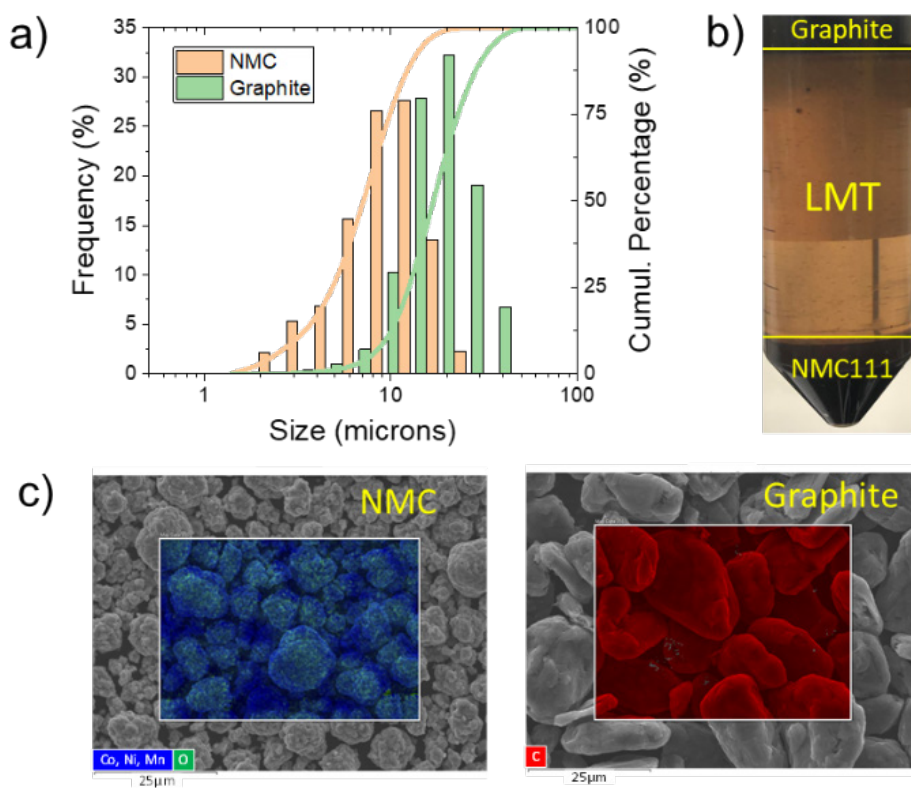 a)
NMC
Graphite
Frequency (%)
35
30
25
20
15
10
5
0
Cumul. Percentage (%)
100
75
50
25
0
1
10
100
Size (microns)
b)
Graphite
LMT
NMC111
c)
NMC
Co, Ni, Mn
O
25µm
Graphite
C
25µm